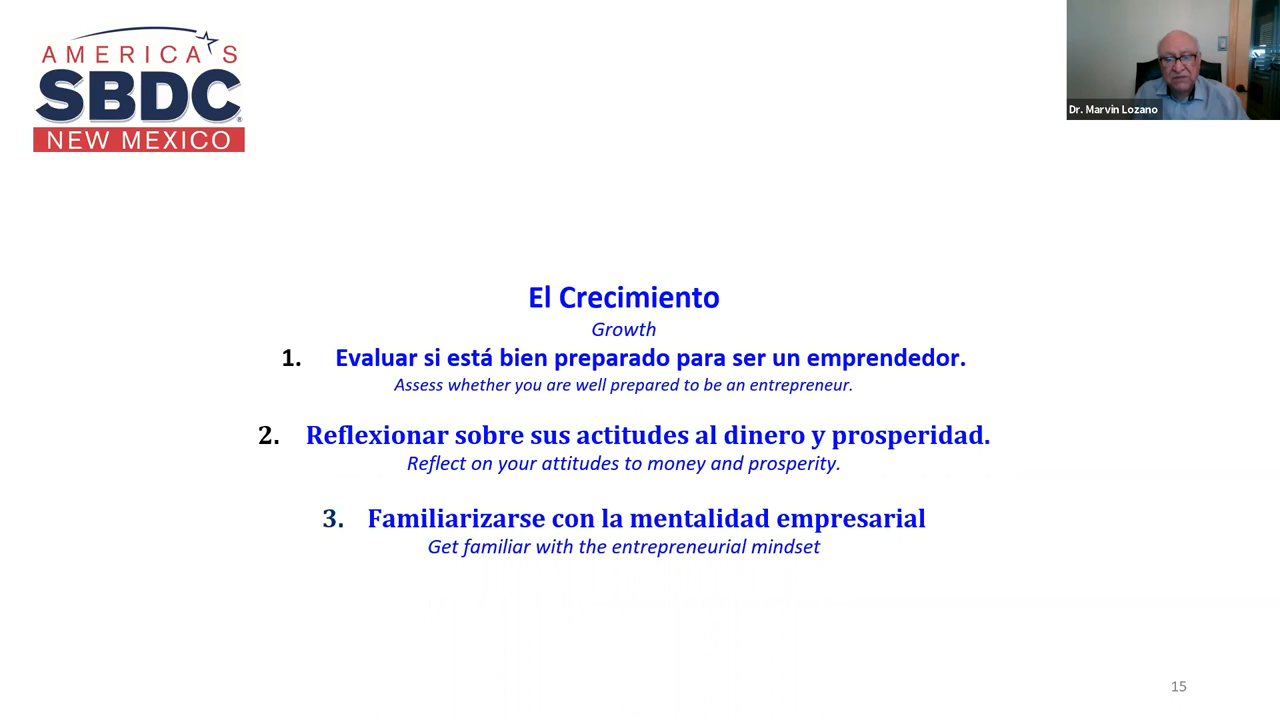 AMERICA'S
SBDC
NEW MEXICO
Dr. Marvin Lozano
El Crecimiento
Growth
1. Evaluar si está bien preparado para ser un emprendedor.
Assess whether you are well prepared to be an entrepreneur.
2. Reflexionar sobre sus actitudes al dinero y prosperidad.
Reflect on your attitudes to money and prosperity.
3. Familiarizarse con la mentalidad empresarial
Get familiar with the entrepreneurial mindset
15